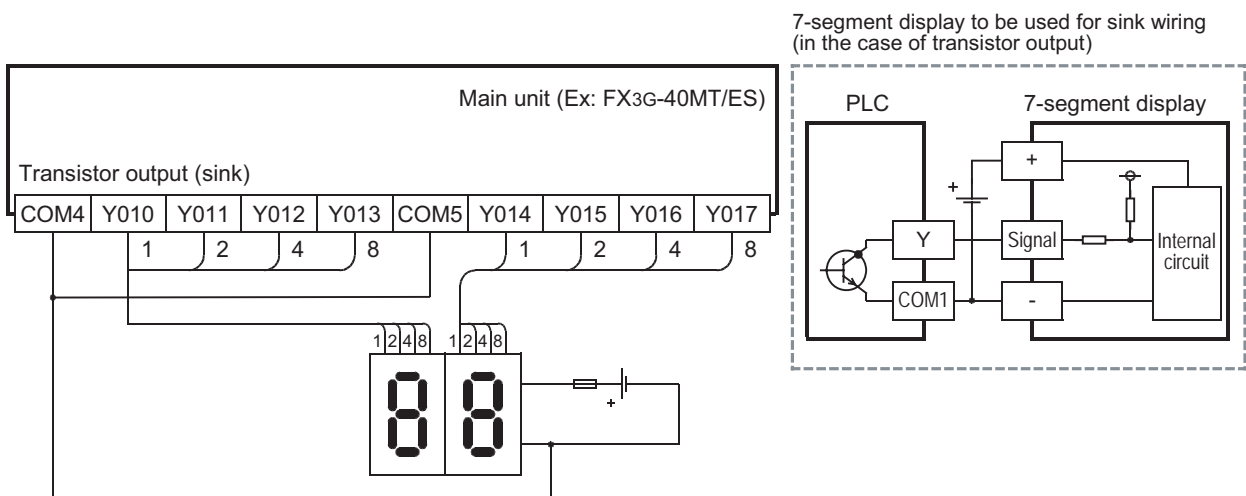 7-segment display to be used for sink wiring
(in the case of transistor output)
Main unit (Ex: FX3G-40MT/ES)
Transistor output (sink)
COM4 Y010 Y011 Y012 Y013 COM5 Y014 Y015 Y016 Y017
1 2 4 8 1 2 4 8
1 2 4 8 1 2 4 8
+
PLC 7-segment display
+
+
Y Signal
Internal
circuit
COM1 -